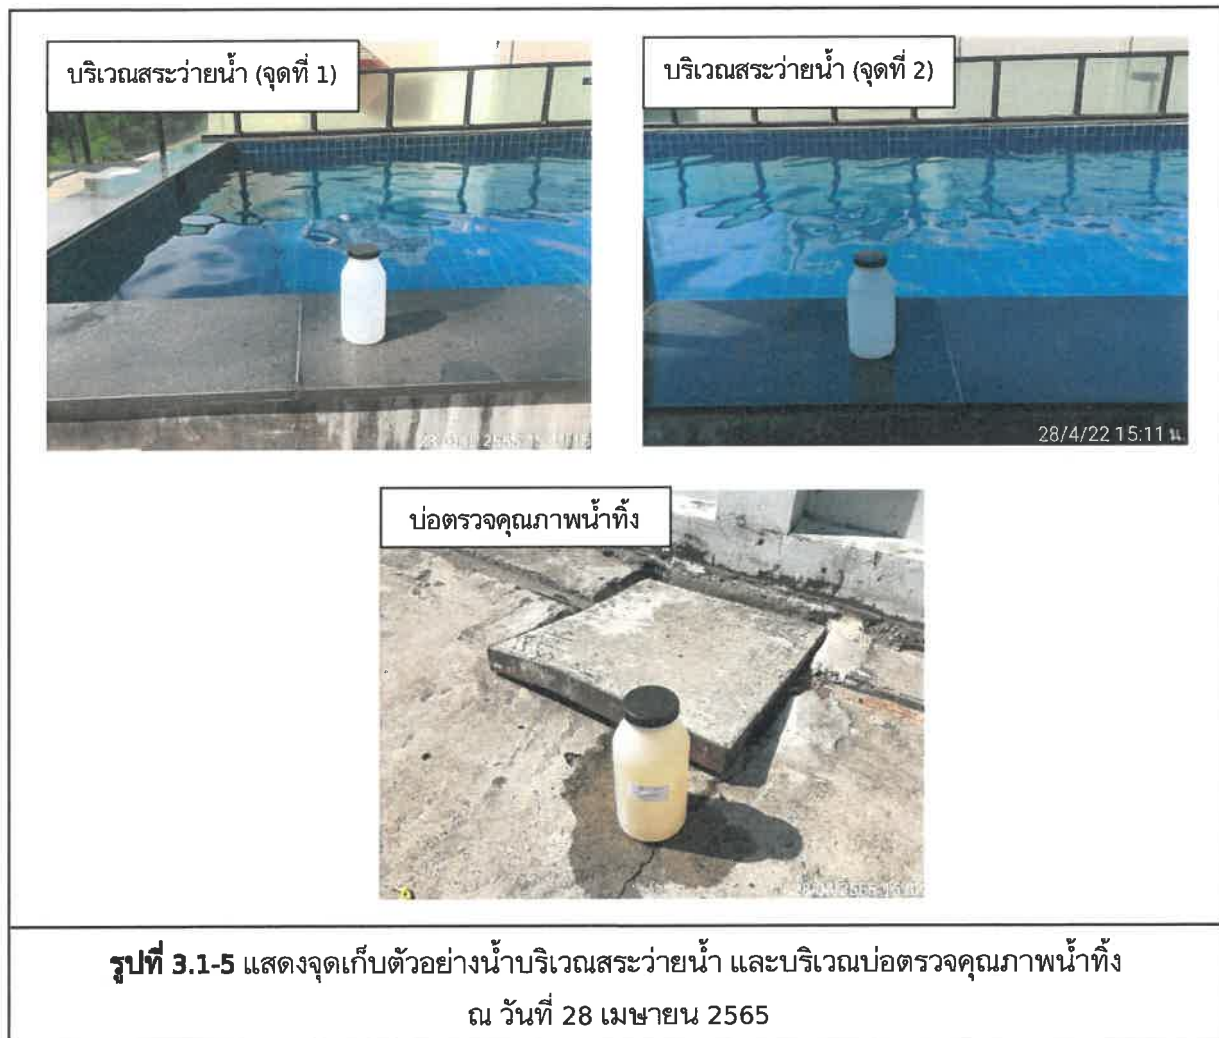 บริเวณสระว่ายน้ำ (จุดที่ 1)
บริเวณสระว่ายน้ำ (จุดที่ 2)
28/4/22 15:11 น.
บ่อตรวจคุณภาพน้ำทิ้ง
รูปที่ 3.1-5 แสดงจุดเก็บตัวอย่างน้ำบริเวณสระว่ายน้ำ และบริเวณบ่อตรวจคุณภาพน้ำทิ้ง
ณ วันที่ 28 เมษายน 2565